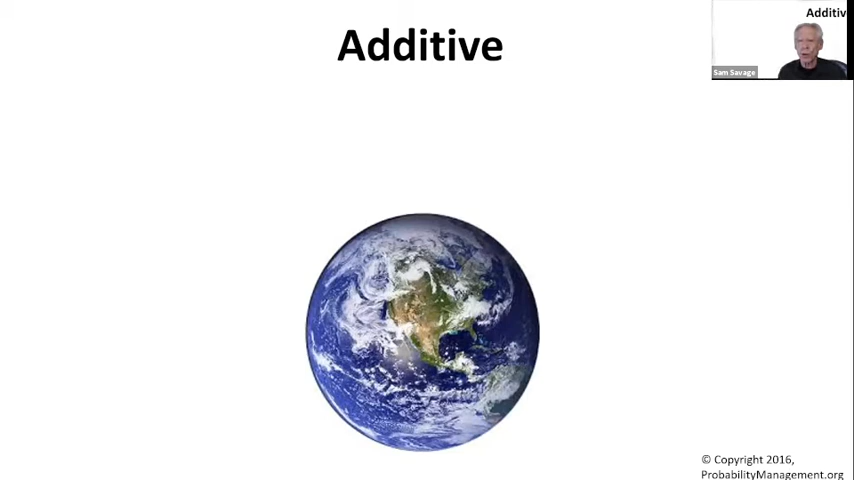 Additive
Additiv
Sam Savage
© Copyright 2016,
ProbabilityManagement.org